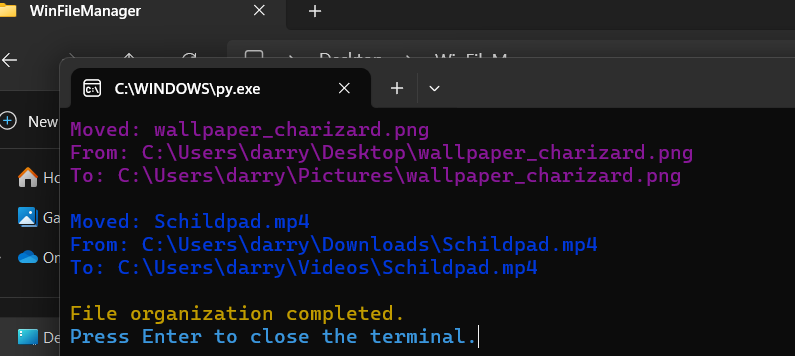 WinFileManager
Desktop
C:\WINDOWS\py.exe
New
Moved: wallpaper_charizard.png
From: C:\Users\darry\Desktop\wallpaper_charizard.png
To: C:\Users\darry\Pictures\wallpaper_charizard.png
Ho
Ga
Moved: Schildpad.mp4
From: C:\Users\darry\Downloads\Schildpad.mp4
On
To: C:\Users\darry\Videos\Schildpad.mp4
File organization completed.
De
Press Enter to close the terminal.